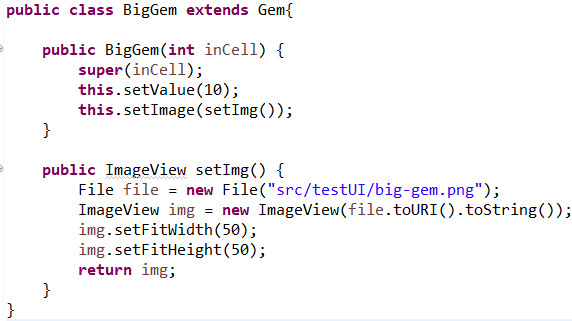 public class BigGem extends Gem{
public BigGem(int inCell) {
super(inCell);
this.setValue(10);
this.setImage(setImg());
}
public ImageView setImg() {
File file = new File("src/testUI/big-gem.png");
ImageView img = new ImageView(file.toURI().toString());
img.setFitWidth(50);
img.setFitHeight(50);
return img;
}
}